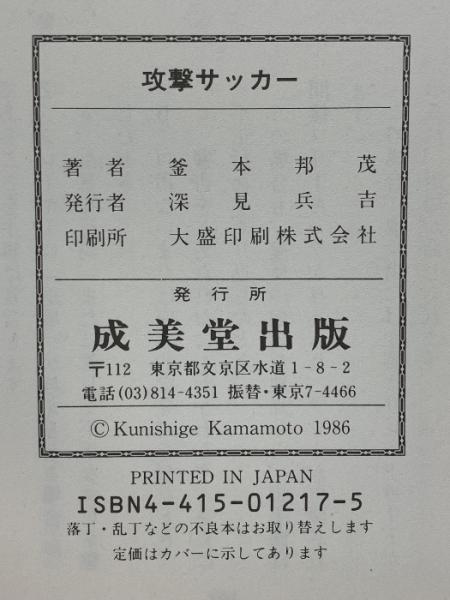 攻撃サッカー
著者 釜本邦茂
発行者 深見兵吉
印刷所 大盛印刷株式会社
発行所
成美堂出版
〒112 東京都文京区水道1-8-2
電話(03)814-4351 振替・東京7-4466
©Kunishige Kamamoto 1986
PRINTED IN JAPAN
ISBN4-415-01217-5
落丁・乱丁などの不良本はお取り替えします
定価はカバーに示してあります